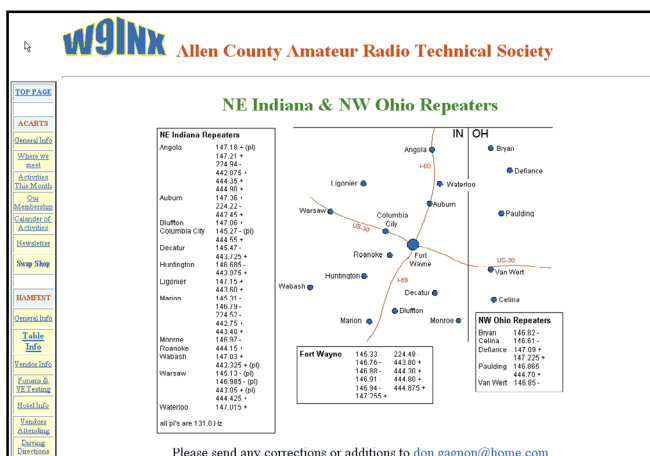 W9INX Allen County Amateur Radio Technical Society
NE Indiana & NW Ohio Repeaters
TOP PAGE
ACARTS
General Info
Where we
meet
Activities
This Month
Our
Membership
Calander of
Activities
Newsletter
Swap Shop
HAMFEST
General Info
Table
Info
Vendor Info
Forums &
VE Testing
Hotel Info
Vendors
Attending
Driving
Directions
NE Indiana Repeaters
Angola 147.18 + (pl)
147.21 +
224.94 -
442.075 +
444.35 +
444.90 +
Auburn 147.36 +
224.22 -
442.45 +
Bluffton 147.06 +
Columbia City 145.27 - (pl)
444.55 +
Decatur 145.47 -
443.725 +
Huntington 146.685 -
443.975 +
Ligonier 147.15 +
443.60 +
Marion 145.31 -
146.79 -
224.52 -
442.75 +
443.40 +
Monroe 146.97 -
Roanoke 444.15 +
Wabash 147.03 +
442.325 + (pl)
Warsaw 145.13 - (pl)
146.985 - (pl)
443.05 + (pl)
444.425 +
Waterloo 147.015 +
all pl's are 131.8 Hz
IN OH
Angola
Bryan
I-69
Defiance
Ligonier
Waterloo
Warsaw
Auburn
Columbia
City
Paulding
US-30
Roanoke
Fort
Wayne
US-30
Van Wert
Huntington
I-69
Wabash
Decatur
Celina
Bluffton
Marion
Monroe
Fort Wayne 145.33 - 224.48 -
146.76 - 443.80 +
146.88 - 444.30 +
146.91 - 444.80 +
146.94 - 444.875 +
147.255 +
NW Ohio Repeaters
Bryan 146.82 -
Celina 146.61 -
Defiance 147.09 +
147.225 +
Paulding 146.865 -
444.70 +
Van Wert 146.85 -
Please send any corrections or additions to don.gagnon@home.com